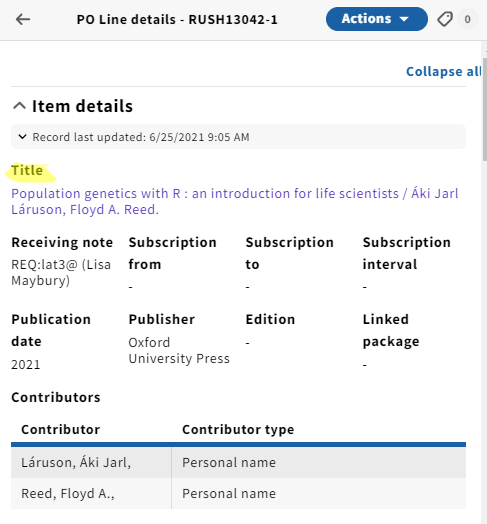 PO Line details - RUSH13042-1
Actions
0
Collapse all
Item details
Record last updated: 6/25/2021 9:05 AM
Title
Population genetics with R : an introduction for life scientists / Áki Jarl
Láruson, Floyd A. Reed.
Receiving note
REQ:lat3@ (Lisa
Maybury)
Subscription
from
-
Subscription
to
-
Subscription
interval
-
Publication
date
2021
Publisher
Oxford
University Press
Edition
-
Linked
package
-
Contributors
Contributor Contributor type
Láruson, Áki Jarl, Personal name
Reed, Floyd A., Personal name